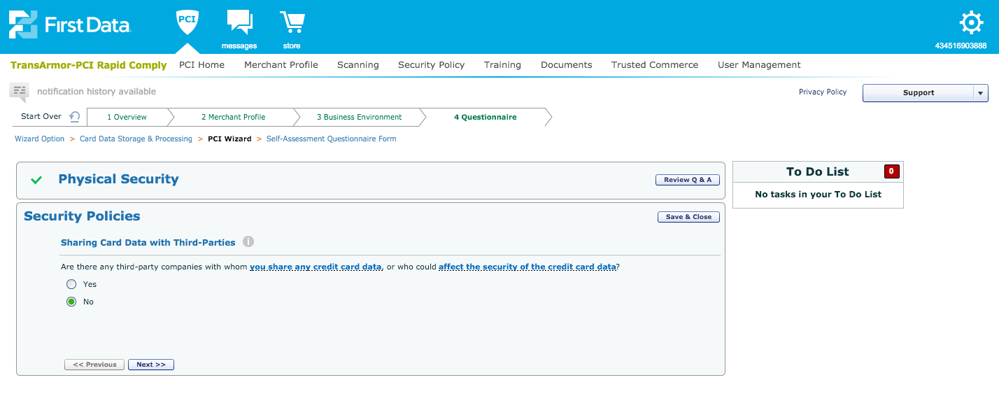 First Data.
PCI
messages
store
434516903888
TransArmor-PCI Rapid Comply
PCI Home
Merchant Profile
Scanning
Security Policy
Training
Documents
Trusted Commerce
User Management
notification history available
Privacy Policy
Support
Start Over
1 Overview
2 Merchant Profile
3 Business Environment
4 Questionnaire
Wizard Option > Card Data Storage & Processing > PCI Wizard > Self-Assessment Questionnaire Form
Physical Security
Review Q & A
To Do List
0
No tasks in your To Do List
Security Policies
Save & Close
Sharing Card Data with Third-Parties i
Are there any third-party companies with whom you share any credit card data, or who could affect the security of the credit card data?
Yes
No
<< Previous
Next >>